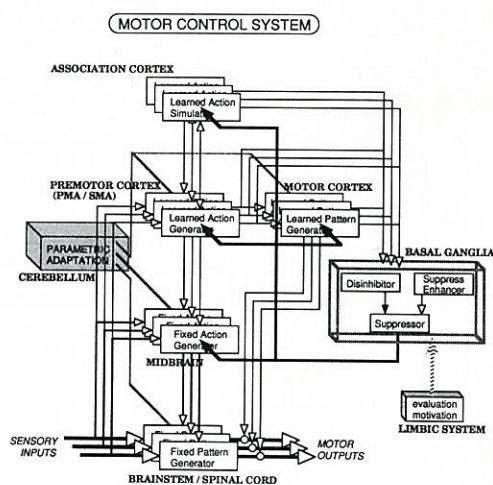 MOTOR CONTROL SYSTEM
ASSOCIATION CORTEX
Learned Action
Simulator
PREMOTOR CORTEX
(PMA / SMA)
MOTOR CORTEX
Learned Action
Generator
Learned Pattern
Generator
PARAMETRIC
ADAPTATION
CEREBELLUM
BASAL GANGLIA
Disinhibitor
Suppress
Enhancer
Suppressor
Fixed Action
Generator
MIDBRAIN
evaluation
motivation
LIMBIC SYSTEM
SENSORY
INPUTS
MOTOR
OUTPUTS
Fixed Pattern
Generator
BRAINSTEM / SPINAL CORD